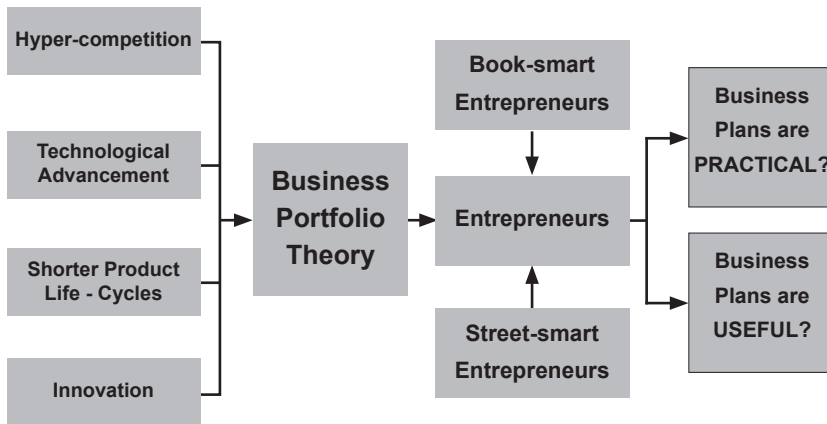 Hyper-competition
Technological
Advancement
Shorter Product
Life - Cycles
Innovation
Business
Portfolio
Theory
Book-smart
Entrepreneurs
Entrepreneurs
Street-smart
Entrepreneurs
Business
Plans are
PRACTICAL?
Business
Plans are
USEFUL?